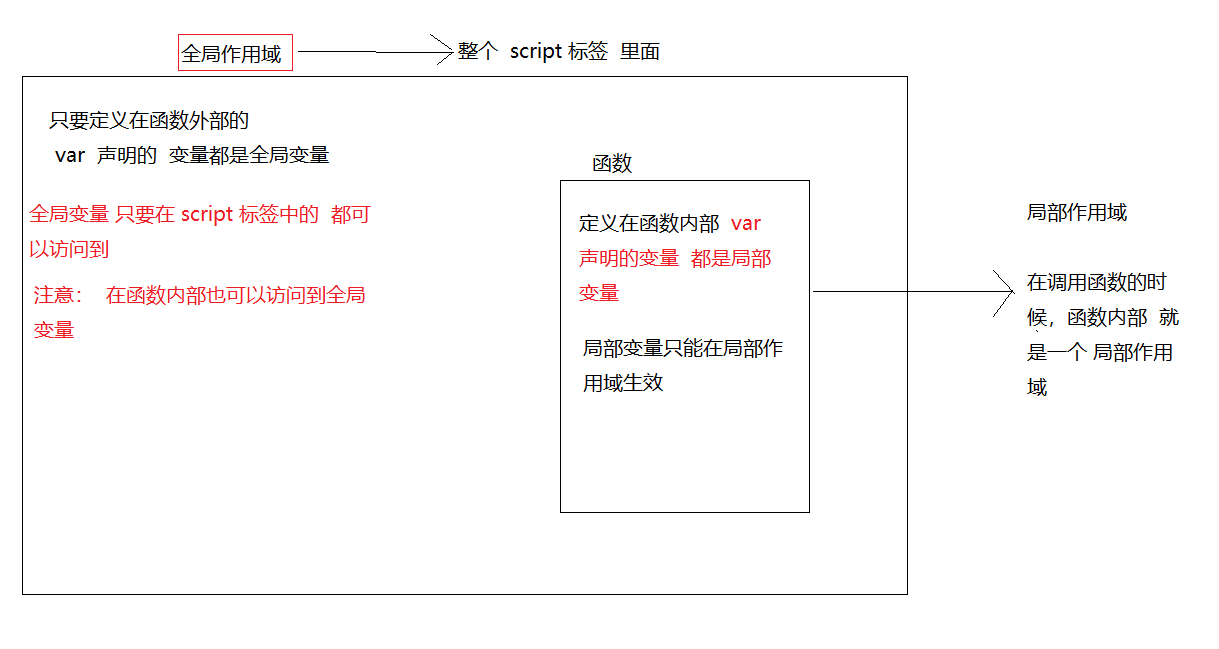 全局作用域
整个 script 标签 里面
只要定义在函数外部的
var 声明的 变量都是全局变量
全局变量 只要在 script 标签中的 都可
以访问到
注意： 在函数内部也可以访问到全局
变量
函数
定义在函数内部 var
声明的变量 都是局部
变量
局部变量只能在局部作
用域生效
局部作用域
在调用函数的时
候，函数内部 就
是一个 局部作用
域